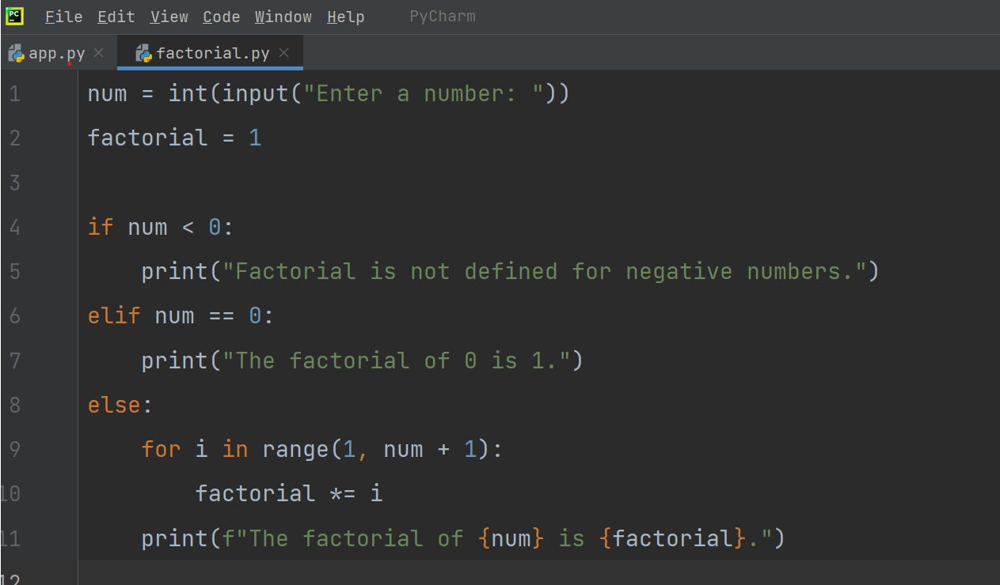 PC File Edit View Code Window Help PyCharm
app.py factorial.py
1 num = int(input("Enter a number: "))
2 factorial = 1
3
4 if num < 0:
5     print("Factorial is not defined for negative numbers.")
6 elif num == 0:
7     print("The factorial of 0 is 1.")
8 else:
9     for i in range(1, num + 1):
10         factorial *= i
11     print(f"The factorial of {num} is {factorial}.")
12